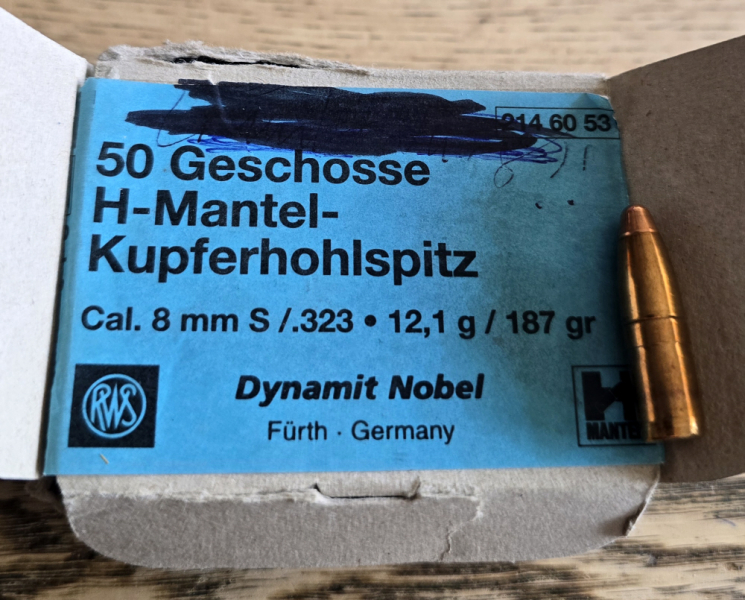 214 60 53
50 Geschosse
H-Mantel-
Kupferhohlspitz
Cal. 8 mm S /.323 • 12,1 g / 187 gr
RWS
Dynamit Nobel
Fürth · Germany
H
MANTEL